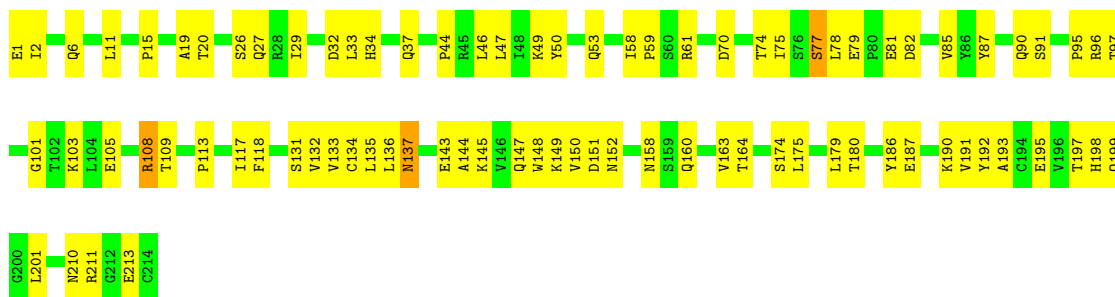 E1 I2 Q6 L11 P15 A19 T20 S26 Q27 R28 I29 D32 L33 H34 Q37 P44 R45 L46 L47 I48 K49 Y50 Q53 I58 P59 S60 R61 D70 T74 I75 S76 S77 L78 E79 P80 E81 D82 V85 Y86 Y87 Q90 S91 P95 R96 T97
G101 T102 K103 L104 E105 R108 T109 P113 I117 F118 S131 V132 V133 C134 L135 L136 N137 E143 A144 K145 V146 Q147 W148 K149 V150 D151 N152 N158 S159 Q160 V163 T164 S174 L175 L179 T180 Y186 E187 K190 V191 Y192 A193 C194 E195 V196 T197 H198
G200 L201 N210 R211 G212 E213 C214